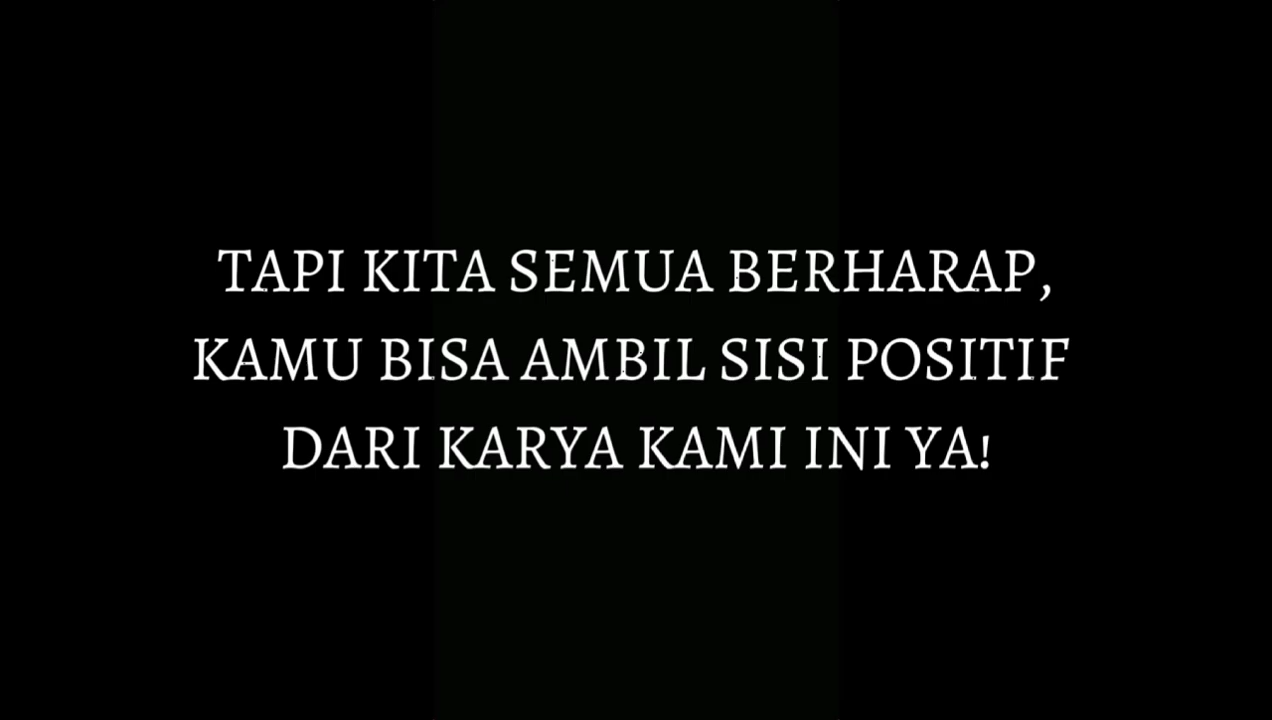 TAPI KITA SEMUA BERHARAP,
KAMU BISA AMBIL SISI POSITIF
DARI KARYA KAMI INI YA!